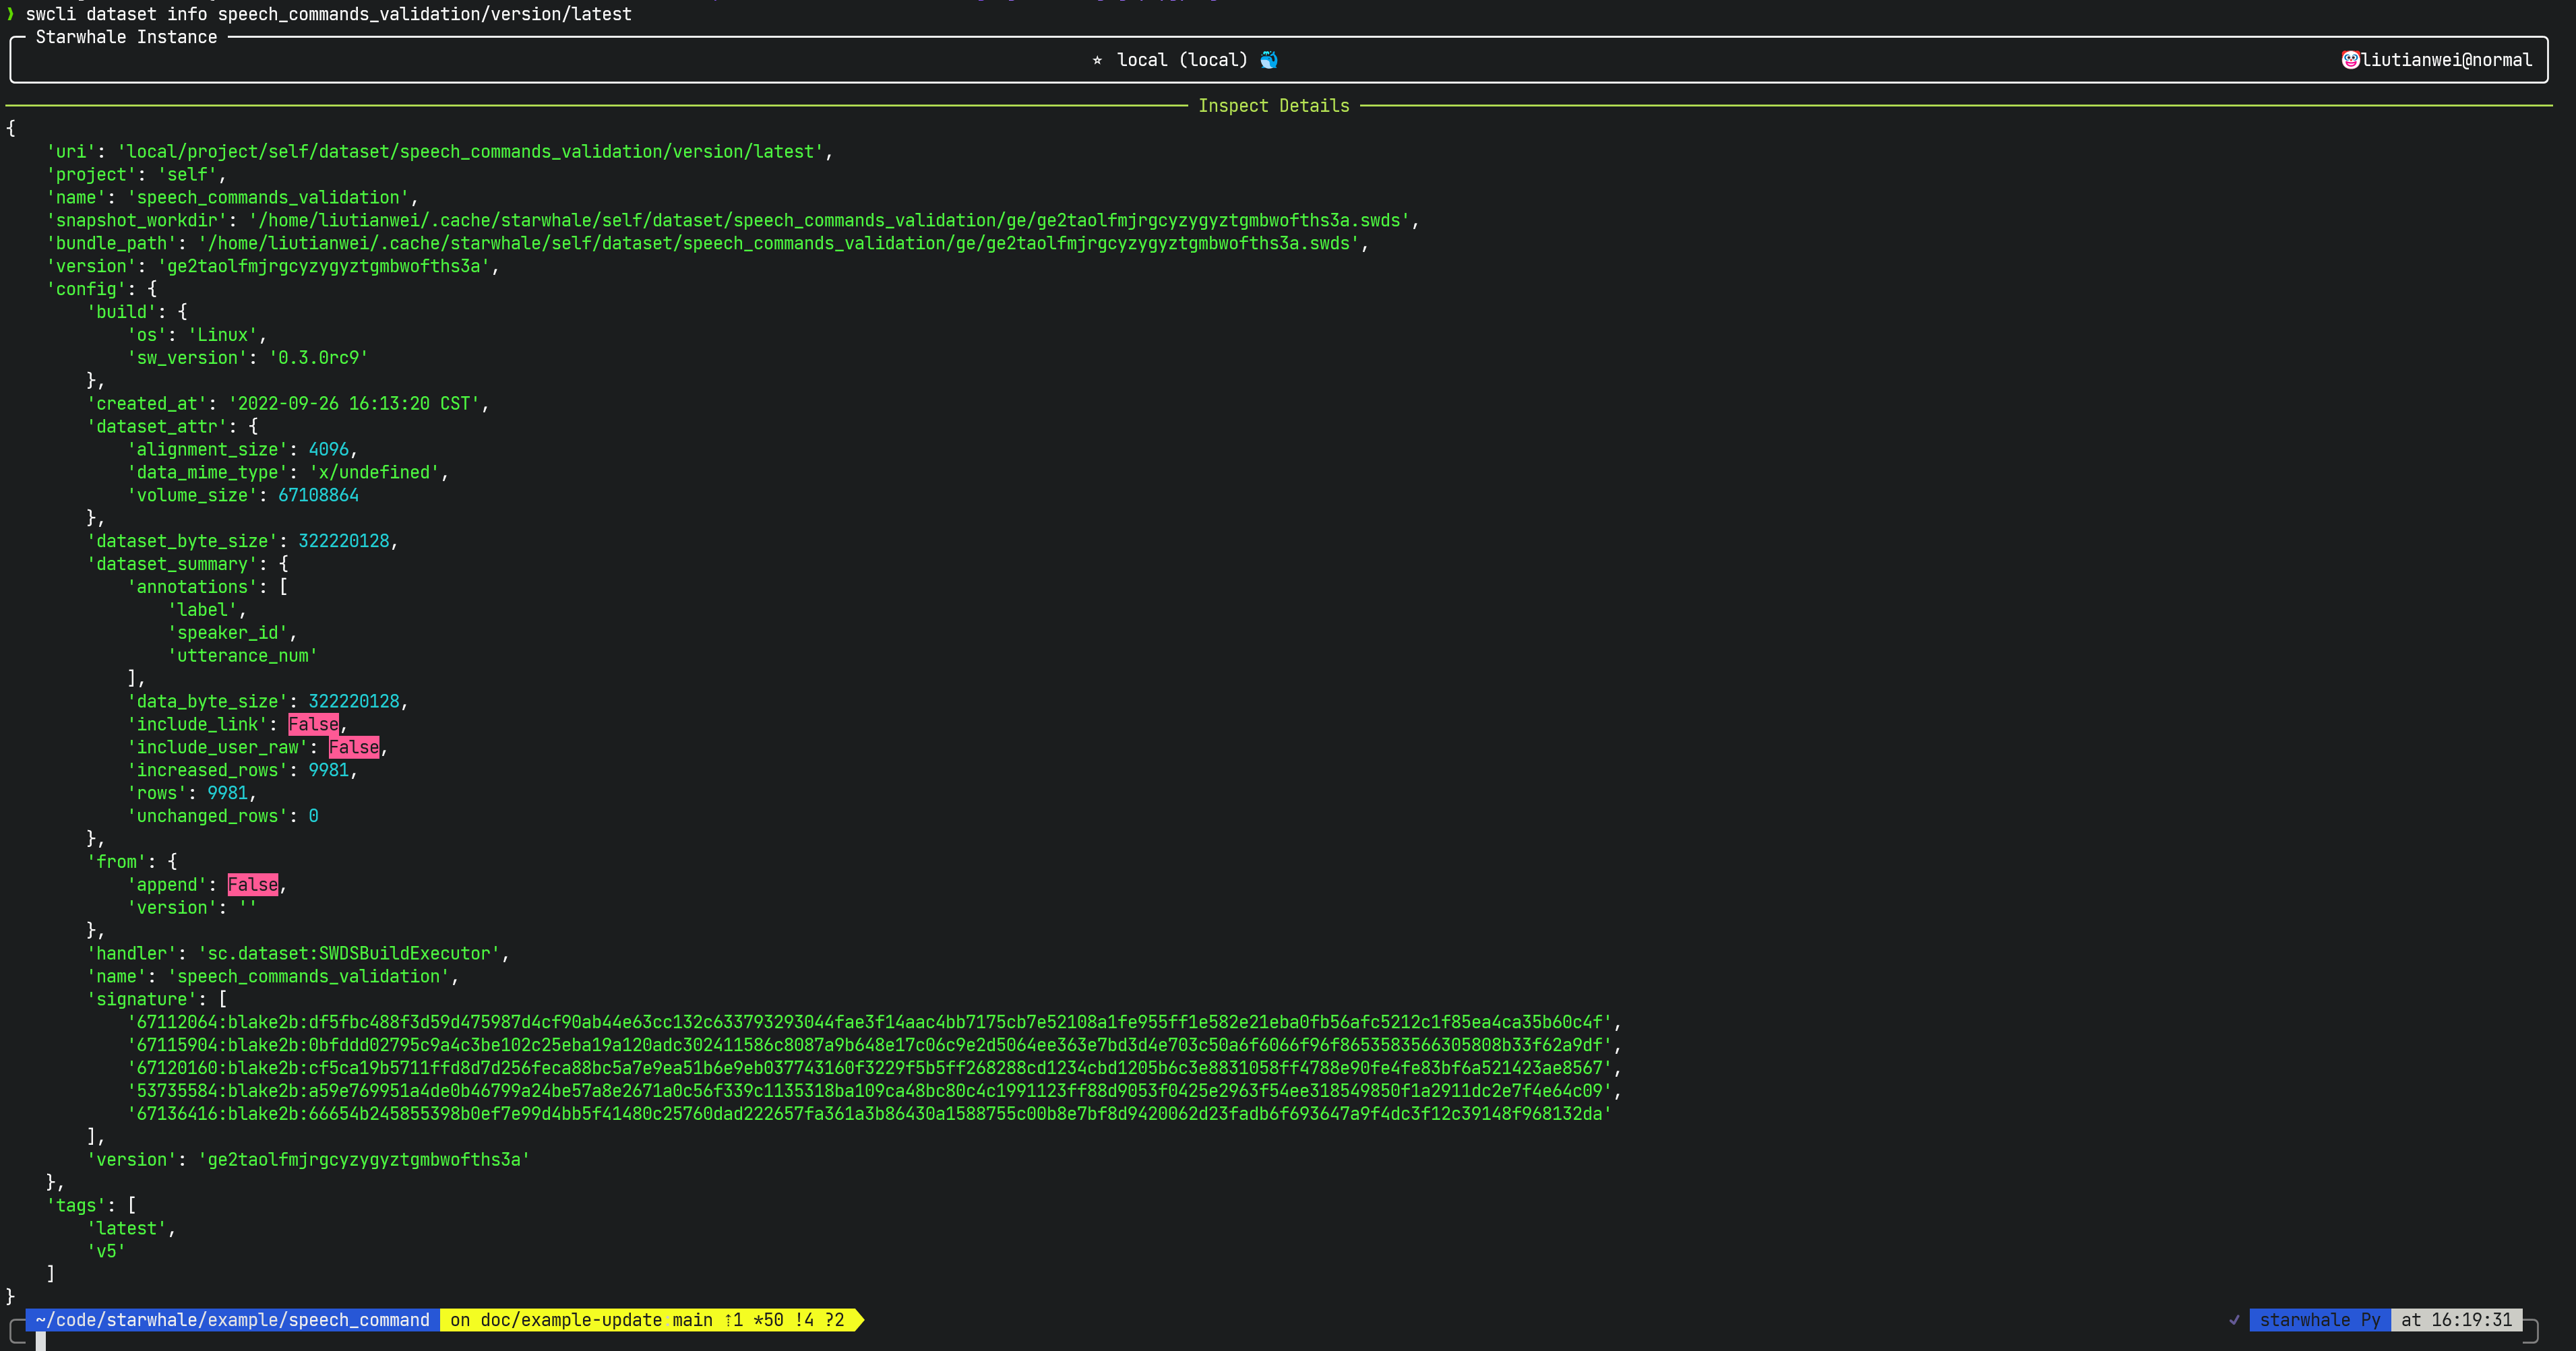 ❯ swcli dataset info speech_commands_validation/version/latest
Starwhale Instance
⭐ local (local) 🐳 🤡liutianwei@normal
Inspect Details
{
    'uri': 'local/project/self/dataset/speech_commands_validation/version/latest',
    'project': 'self',
    'name': 'speech_commands_validation',
    'snapshot_workdir': '/home/liutianwei/.cache/starwhale/self/dataset/speech_commands_validation/ge/ge2taolfmjrgcyzygyztgmbwofths3a.swds',
    'bundle_path': '/home/liutianwei/.cache/starwhale/self/dataset/speech_commands_validation/ge/ge2taolfmjrgcyzygyztgmbwofths3a.swds',
    'version': 'ge2taolfmjrgcyzygyztgmbwofths3a',
    'config': {
        'build': {
            'os': 'Linux',
            'sw_version': '0.3.0rc9'
        },
        'created_at': '2022-09-26 16:13:20 CST',
        'dataset_attr': {
            'alignment_size': 4096,
            'data_mime_type': 'x/undefined',
            'volume_size': 67108864
        },
        'dataset_byte_size': 322220128,
        'dataset_summary': {
            'annotations': [
                'label',
                'speaker_id',
                'utterance_num'
            ],
            'data_byte_size': 322220128,
            'include_link': False,
            'include_user_raw': False,
            'increased_rows': 9981,
            'rows': 9981,
            'unchanged_rows': 0
        },
        'from': {
            'append': False,
            'version': ''
        },
        'handler': 'sc.dataset:SWDSBuildExecutor',
        'name': 'speech_commands_validation',
        'signature': [
            '67112064:blake2b:df5fbc488f3d59d475987d4cf90ab44e63cc132c633793293044fae3f14aac4bb7175cb7e52108a1fe955ff1e582e21eba0fb56afc5212c1f85ea4ca35b60c4f',
            '67115904:blake2b:0bfddd02795c9a4c3be102c25eba19a120adc302411586c8087a9b648e17c06c9e2d5064ee363e7bd3d4e703c50a6f6066f96f8653583566305808b33f62a9df',
            '67120160:blake2b:cf5ca19b5711ffd8d7d256feca88bc5a7e9ea51b6e9eb037743160f3229f5b5ff268288cd1234cbd1205b6c3e8831058ff4788e90fe4fe83bf6a521423ae8567',
            '53735584:blake2b:a59e769951a4de0b46799a24be57a8e2671a0c56f339c1135318ba109ca48bc80c4c1991123ff88d9053f0425e2963f54ee318549850f1a2911dc2e7f4e64c09',
            '67136416:blake2b:66654b245855398b0ef7e99d4bb5f41480c25760dad222657fa361a3b86430a1588755c00b8e7bf8d9420062d23fadb6f693647a9f4dc3f12c39148f968132da'
        ],
        'version': 'ge2taolfmjrgcyzygyztgmbwofths3a'
    },
    'tags': [
        'latest',
        'v5'
    ]
}
~/code/starwhale/example/speech_command on doc/example-update:main ⇡1 *50 !4 ?2 ✔ starwhale Py at 16:19:31